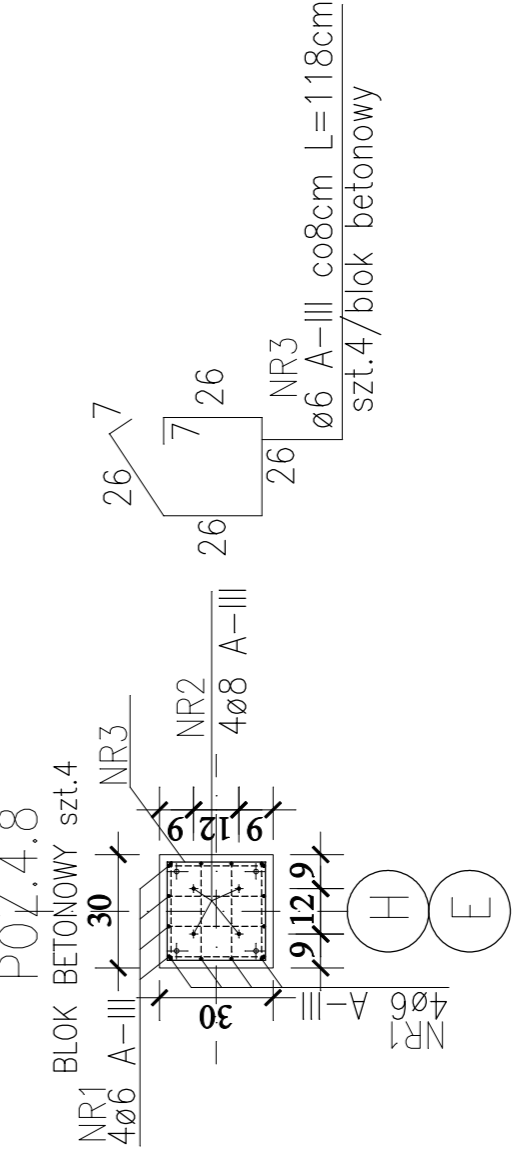 POZ.4.8
BLOK BETONOWY szt.4
30
NR1
4ø6 A-III
NR3
9
12
9
NR2
4ø8 A-III
30
9
12
9
NR1
4ø6 A-III
H
E
7
26
7
26
26
26
NR3
ø6 A-III co8cm L=118cm
szt.4/blok betonowy